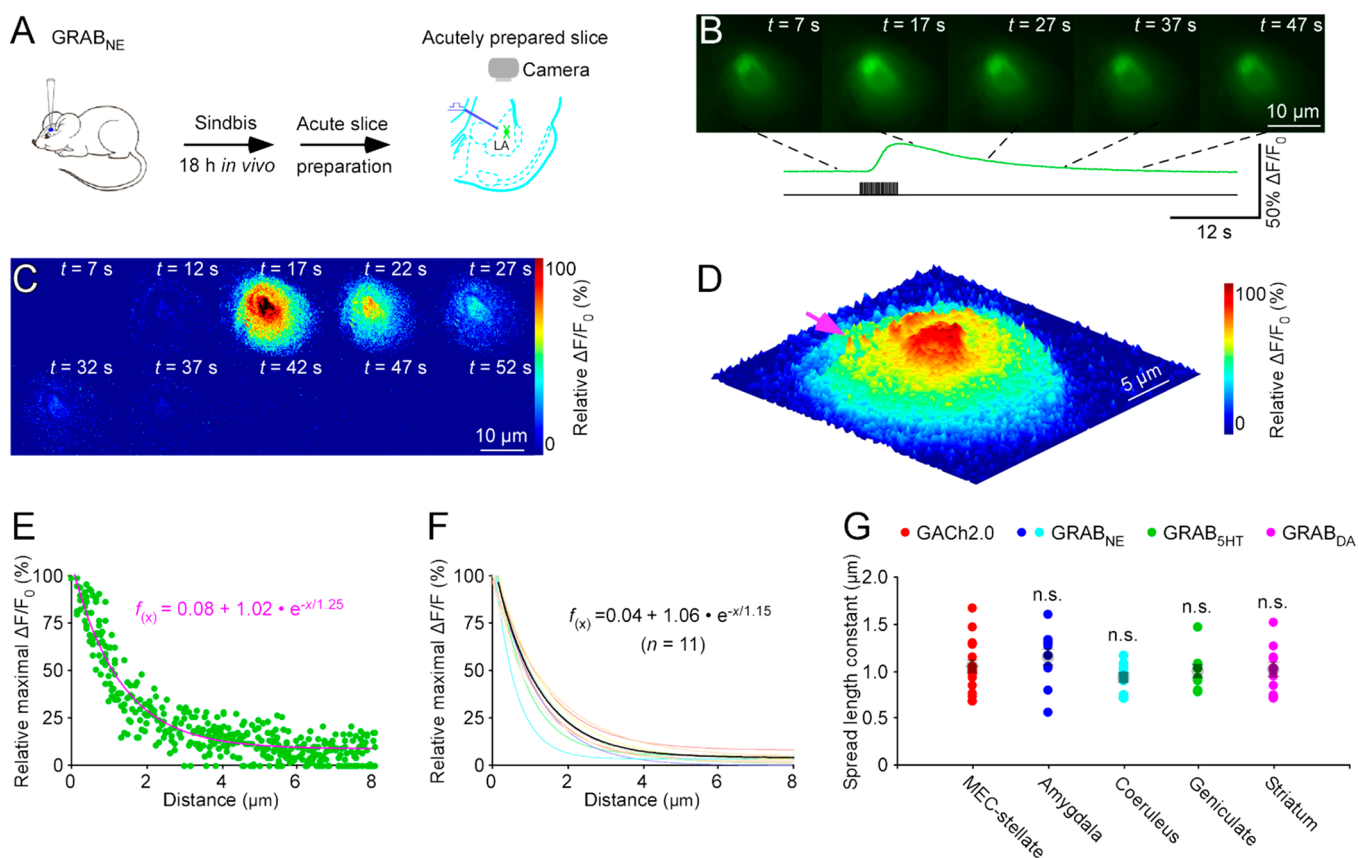 A
GRAB_NE
Sindbis
18 h in vivo
Acute slice
preparation
Acutely prepared slice
Camera
LA
B
t = 7 s
t = 17 s
t = 27 s
t = 37 s
t = 47 s
10 µm
50% ΔF/F₀
12 s
C
t = 7 s
t = 12 s
t = 17 s
t = 22 s
t = 27 s
t = 32 s
t = 37 s
t = 42 s
t = 47 s
t = 52 s
10 µm
100
0
Relative ΔF/F₀ (%)
D
5 µm
100
0
Relative ΔF/F₀ (%)
E
Relative maximal ΔF/F₀ (%)
100
75
50
25
0
f(x) = 0.08 + 1.02 • e^-x/1.25
0
2
4
6
8
Distance (µm)
F
Relative maximal ΔF/F (%)
100
75
50
25
0
f(x) =0.04 + 1.06 • e^-x/1.15
(n = 11)
0
2
4
6
8
Distance (µm)
G
GACh2.0
GRAB_NE
GRAB_5HT
GRAB_DA
Spread length constant (µm)
2.0
1.5
1.0
0.5
0
n.s.
n.s.
n.s.
n.s.
MEC-stellate
Amygdala
Coeruleus
Geniculate
Striatum